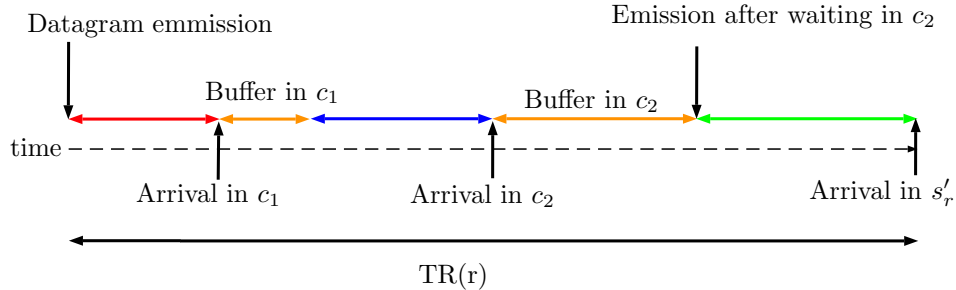 Emission after waiting in c₂
Datagram emmission
Buffer in c₁
Buffer in c₂
time
Arrival in c₁
Arrival in c₂
Arrival in s′ᵣ
TR(r)